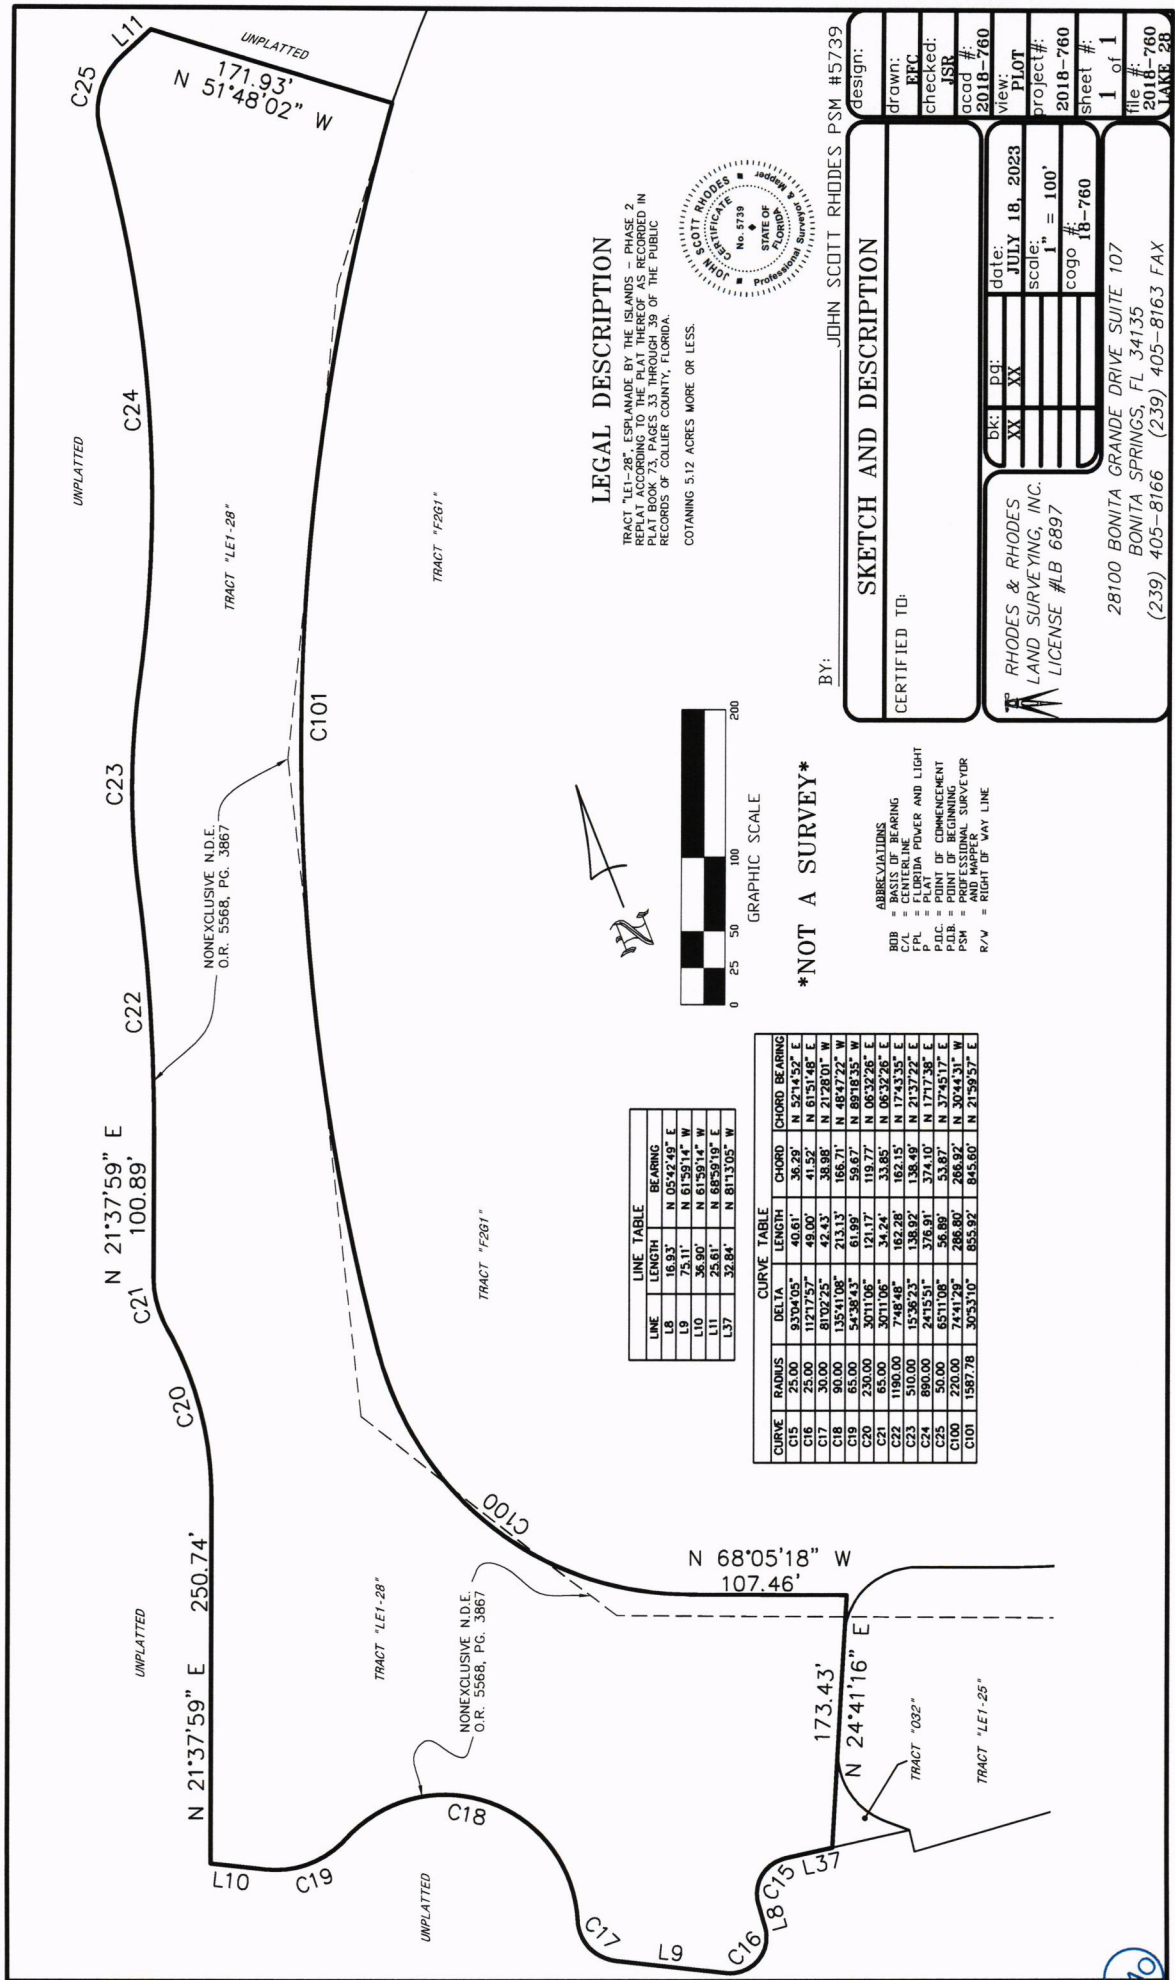 UNPLATTED
UNPLATTED
N 21°37'59" E 250.74'
C20
C21
N 21°37'59" E
100.89'
C22
C23
C24
C25
L11
UNPLATTED
171.93'
N 51°48'02" W
NONEXCLUSIVE N.D.E.
O.R. 5568, PG. 3867
TRACT "LE1-28"
TRACT "LE1-28"
L10
C19
C18
C17
L9
C16
L8
C15
L37
UNPLATTED
NONEXCLUSIVE N.D.E.
O.R. 5568, PG. 3867
C100
C101
TRACT "F2G1"
TRACT "F2G1"
N 68°05'18" W
107.46'
173.43'
N 24°41'16" E
TRACT "O32"
TRACT "LE1-25"
LINE TABLE
LINE LENGTH BEARING
L8 16.93' N 05°42'49" E
L9 75.11' N 61°59'14" W
L10 36.90' N 61°59'14" W
L11 25.61' N 68°59'19" E
L37 32.84' N 81°13'05" W
CURVE TABLE
CURVE RADIUS DELTA LENGTH CHORD CHORD BEARING
C15 25.00 93°04'05" 40.61' 36.29' N 52°14'52" E
C16 25.00 112°17'57" 49.00' 41.52' N 61°51'48" E
C17 30.00 81°02'25" 42.43' 38.98' N 21°28'01" W
C18 90.00 135°41'08" 213.13' 166.71' N 48°47'22" W
C19 65.00 54°38'43" 61.99' 59.67' N 89°18'35" W
C20 230.00 30°11'06" 121.17' 119.77' N 06°32'26" E
C21 65.00 30°11'06" 34.24' 33.85' N 06°32'26" E
C22 1190.00 7°48'48" 162.28' 162.15' N 17°43'35" E
C23 510.00 15°36'23" 138.92' 138.49' N 21°37'22" E
C24 890.00 24°15'51" 376.91' 374.10' N 17°17'38" E
C25 50.00 65°11'08" 56.89' 53.87' N 37°45'17" E
C100 220.00 74°41'29" 286.80' 266.92' N 30°44'31" W
C101 1587.78 30°53'10" 855.92' 845.60' N 21°59'57" E
N
0 25 50 100 200
GRAPHIC SCALE
*NOT A SURVEY*
ABBREVIATIONS
BOB = BASIS OF BEARING
C/L = CENTERLINE
FPL = FLORIDA POWER AND LIGHT
P = PLAT
P.O.C. = POINT OF COMMENCEMENT
P.O.B. = POINT OF BEGINNING
PSM = PROFESSIONAL SURVEYOR
AND MAPPER
R/W = RIGHT OF WAY LINE
LEGAL DESCRIPTION
TRACT "LE1-28", ESPLANADE BY THE ISLANDS - PHASE 2
REPLAT ACCORDING TO THE PLAT THEREOF AS RECORDED IN
PLAT BOOK 73, PAGES 33 THROUGH 39 OF THE PUBLIC
RECORDS OF COLLIER COUNTY, FLORIDA.
COTANING 5.12 ACRES MORE OR LESS.
JOHN SCOTT RHODES
CERTIFICATE
No. 5739
STATE OF
FLORIDA
Professional Surveyor & Mapper
BY: JOHN SCOTT RHODES PSM #5739
SKETCH AND DESCRIPTION
CERTIFIED TO:
RHODES & RHODES
LAND SURVEYING, INC.
LICENSE #LB 6897
bk: pg:
XX XX
date:
JULY 18, 2023
scale:
1" = 100'
cogo #:
18-760
28100 BONITA GRANDE DRIVE SUITE 107
BONITA SPRINGS, FL 34135
(239) 405-8166 (239) 405-8163 FAX
design:
drawn:
EFC
checked:
JSR
acad #:
2018-760
view:
PLOT
project#:
2018-760
sheet #:
1 of 1
file #:
2018-760
LAKE 28